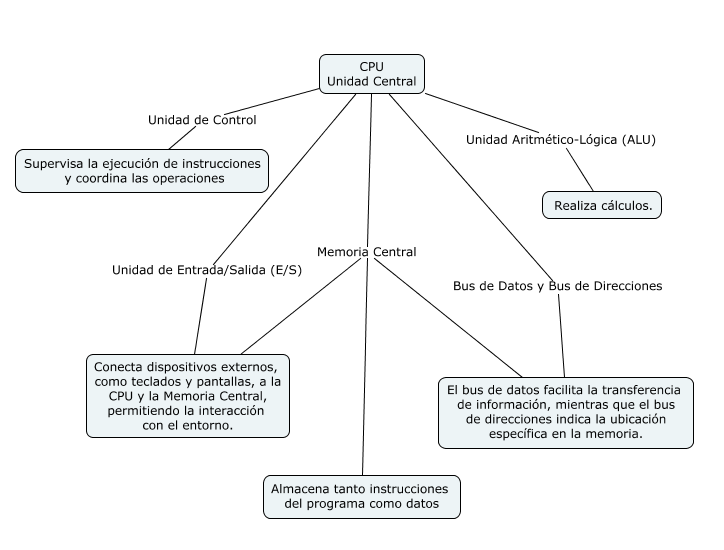 CPU
Unidad Central
Unidad de Control
Unidad Aritmético-Lógica (ALU)
Supervisa la ejecución de instrucciones
y coordina las operaciones
Realiza cálculos.
Memoria Central
Unidad de Entrada/Salida (E/S)
Bus de Datos y Bus de Direcciones
Conecta dispositivos externos,
como teclados y pantallas, a la
CPU y la Memoria Central,
permitiendo la interacción
con el entorno.
El bus de datos facilita la transferencia
de información, mientras que el bus
de direcciones indica la ubicación
específica en la memoria.
Almacena tanto instrucciones
del programa como datos